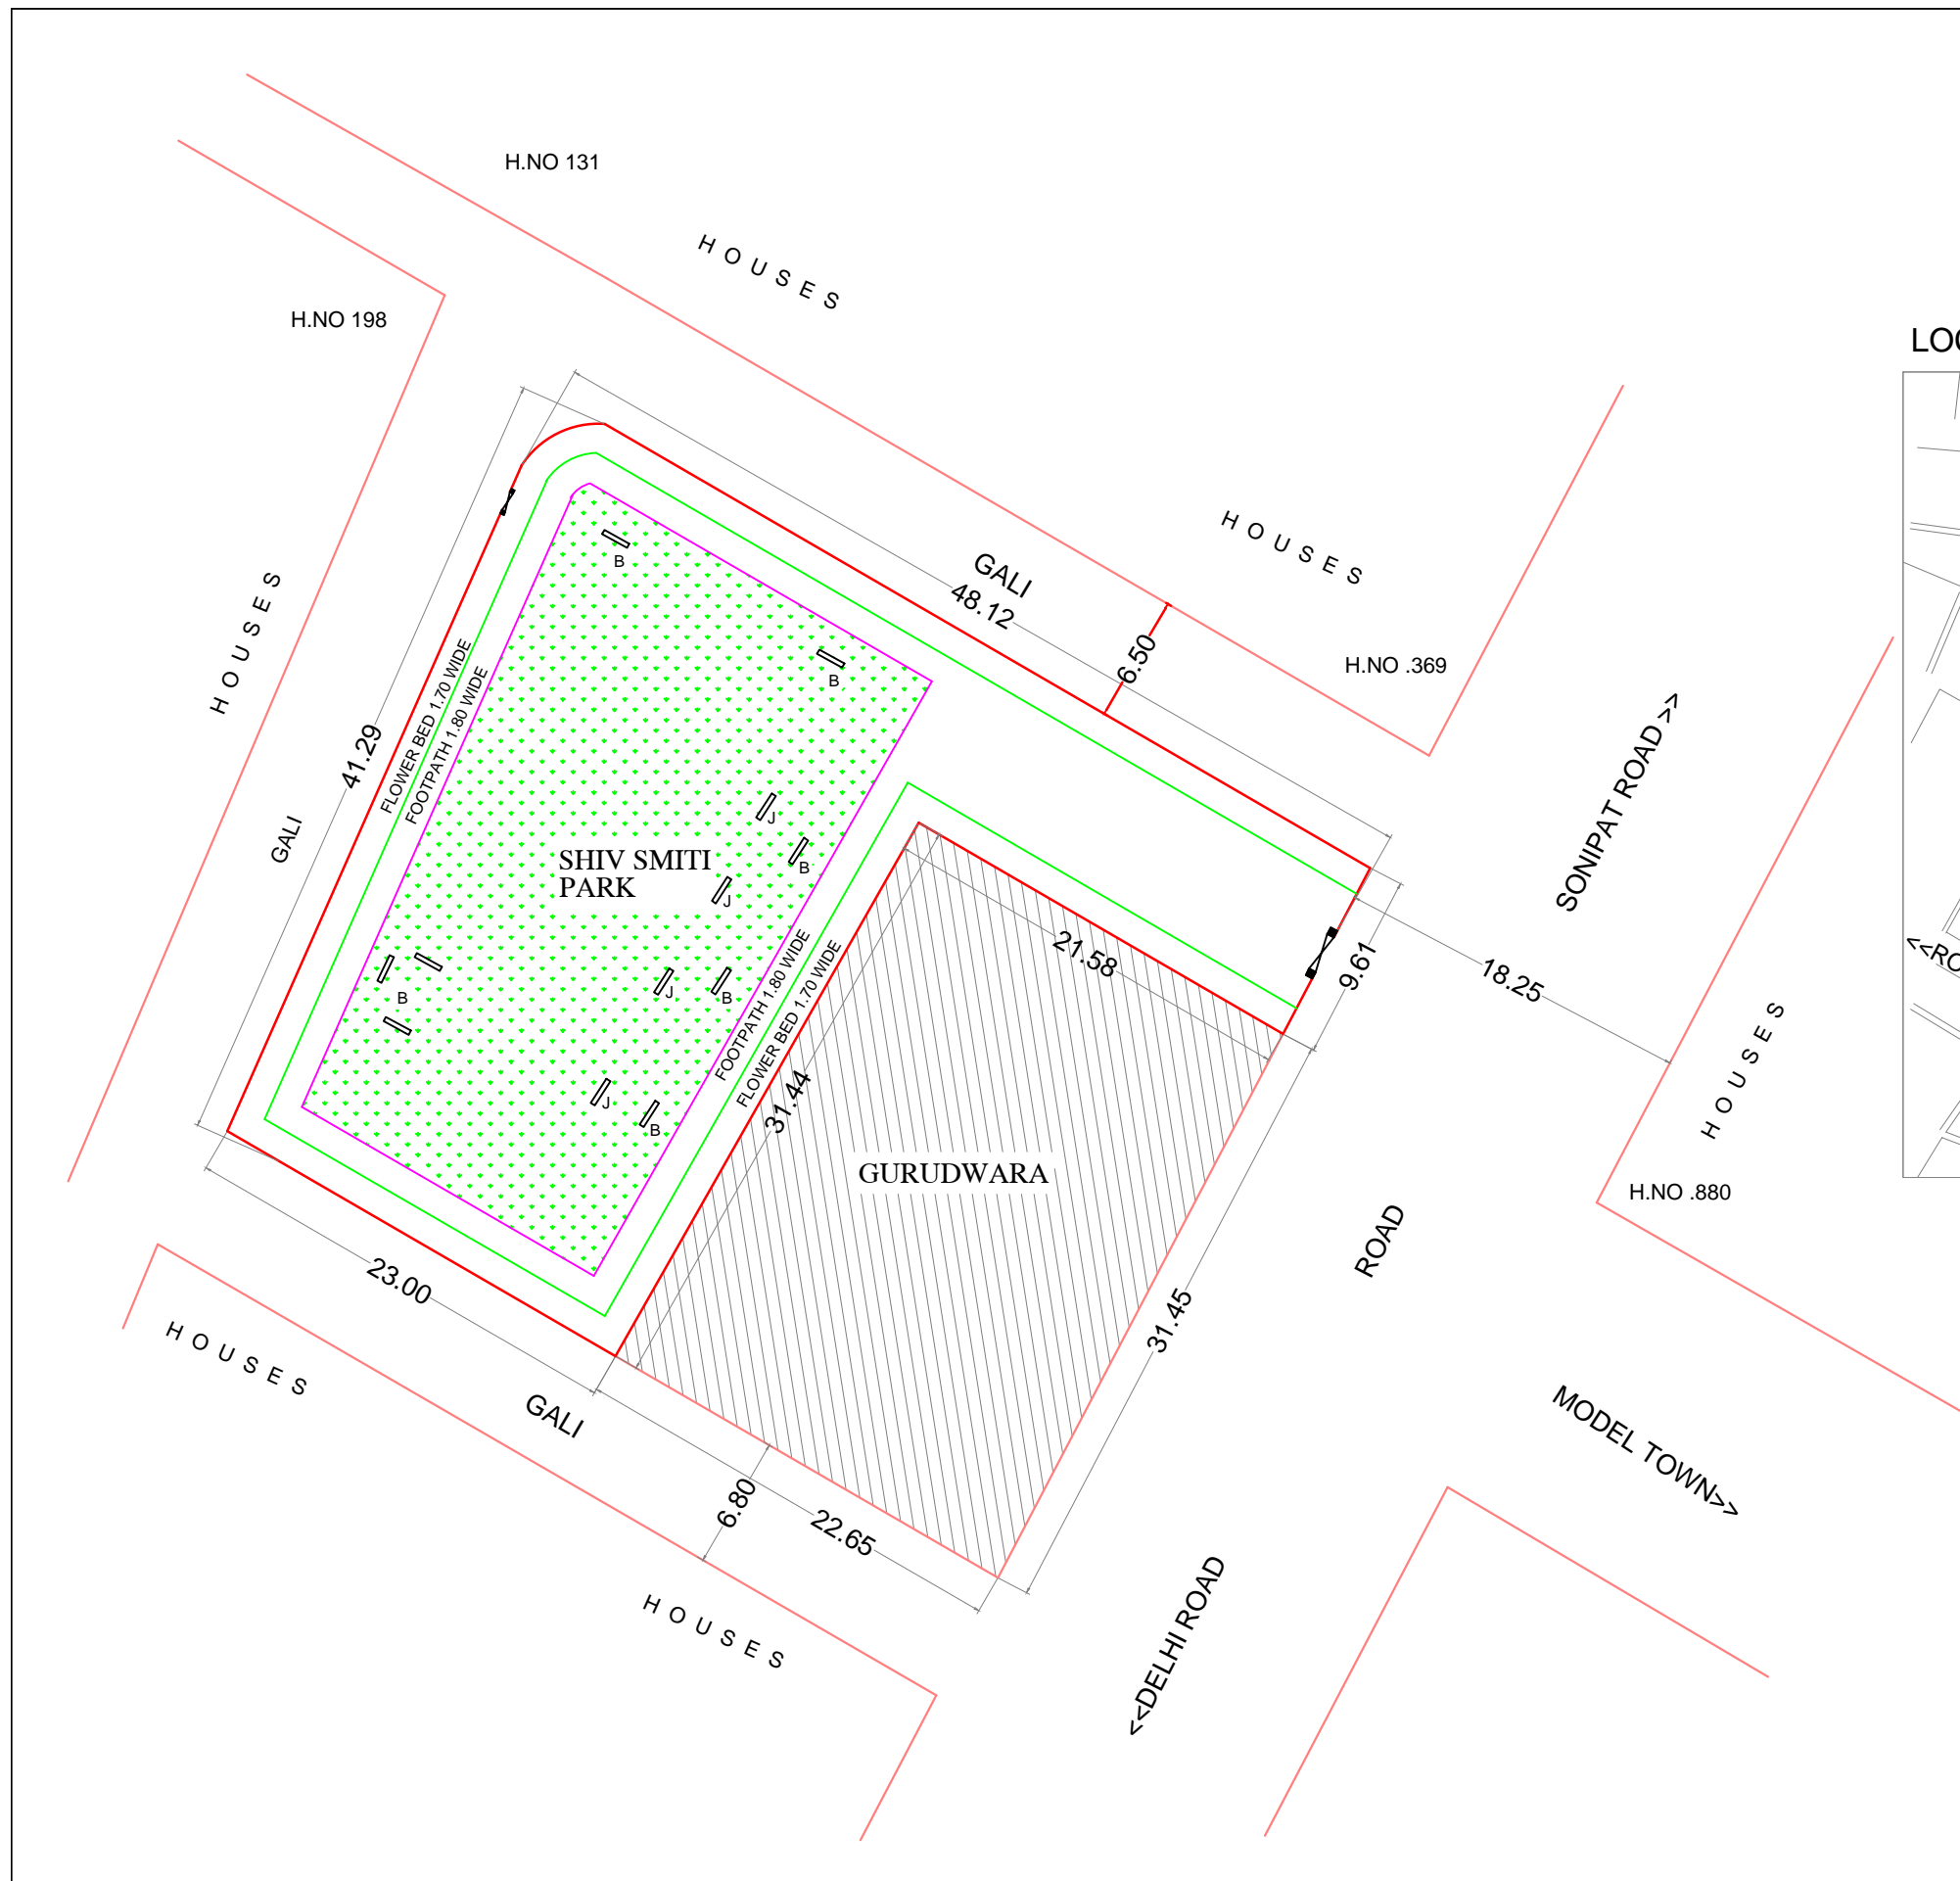 H.NO 131
HOUSES
H.NO 198
LOC
HOUSES
GALI
48.12
6.50
H.NO .369
HOUSES
SONIPAT ROAD >>
B
B
FLOWER BED 1.70 WIDE
FOOTPATH 1.80 WIDE
41.29
GALI
J
B
SHIV SMITI
PARK
J
21.58
9.61
<<RO
18.25
B
J
B
FOOTPATH 1.80 WIDE
FLOWER BED 1.70 WIDE
31.44
HOUSES
J
B
GURUDWARA
H.NO .880
ROAD
23.00
31.45
HOUSES
GALI
MODEL TOWN>>
6.80
22.65
HOUSES
<<DELHI ROAD